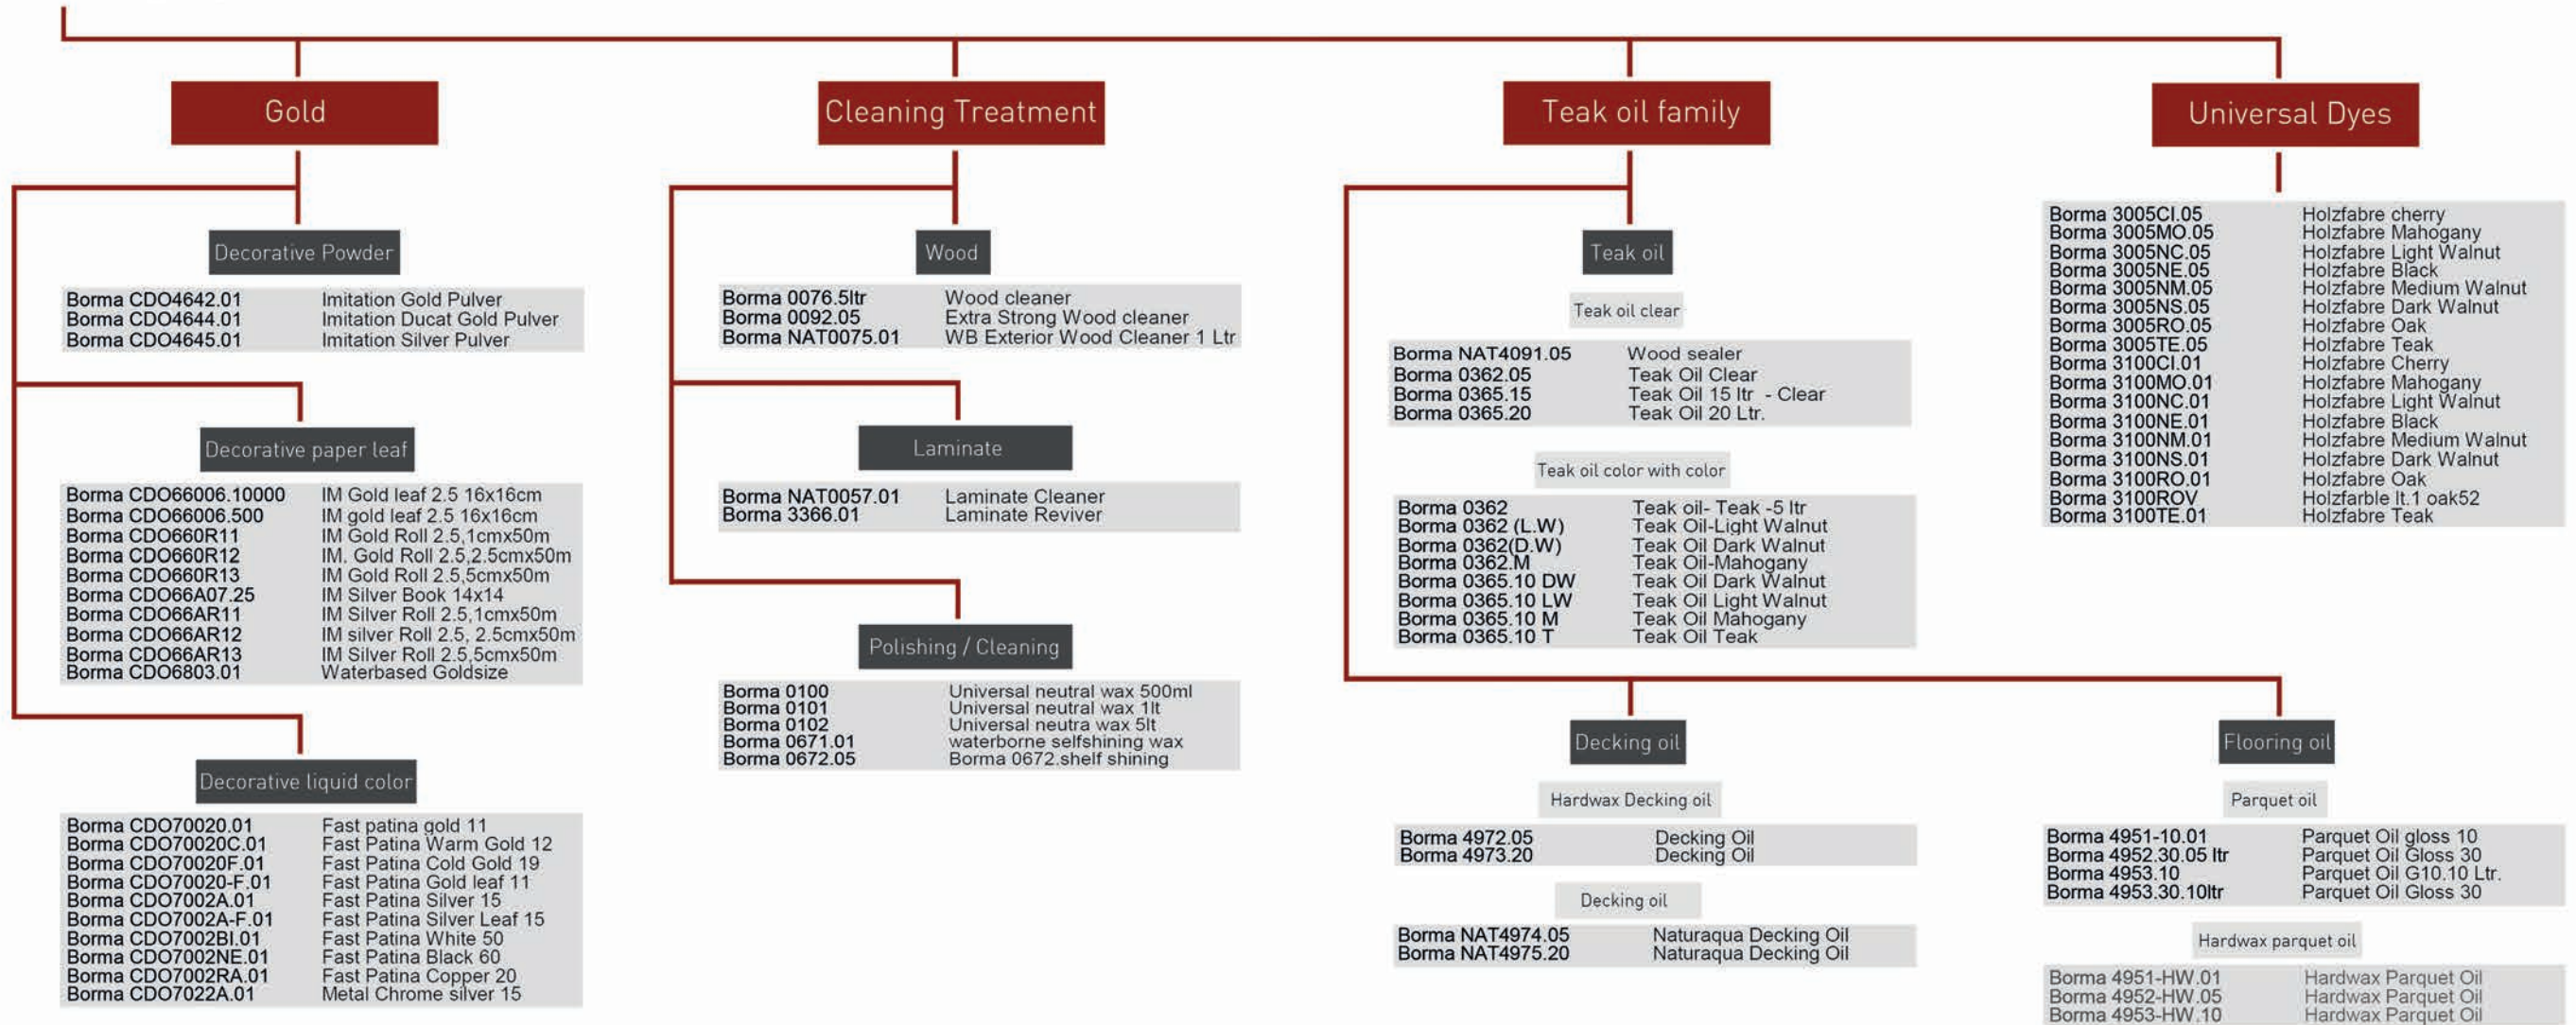 Gold
Decorative Powder
Borma CDO4642.01 Imitation Gold Pulver
Borma CDO4644.01 Imitation Ducat Gold Pulver
Borma CDO4645.01 Imitation Silver Pulver
Decorative paper leaf
Borma CDO66006.10000 IM Gold leaf 2.5 16x16cm
Borma CDO66006.500 IM gold leaf 2.5 16x16cm
Borma CDO660R11 IM Gold Roll 2.5,1cmx50m
Borma CDO660R12 IM. Gold Roll 2.5,2.5cmx50m
Borma CDO660R13 IM Gold Roll 2.5,5cmx50m
Borma CDO66A07.25 IM Silver Book 14x14
Borma CDO66AR11 IM Silver Roll 2.5,1cmx50m
Borma CDO66AR12 IM silver Roll 2.5, 2.5cmx50m
Borma CDO66AR13 IM Silver Roll 2.5,5cmx50m
Borma CDO6803.01 Waterbased Goldsize
Decorative liquid color
Borma CDO70020.01 Fast patina gold 11
Borma CDO70020C.01 Fast Patina Warm Gold 12
Borma CDO70020F.01 Fast Patina Cold Gold 19
Borma CDO70020-F.01 Fast Patina Gold leaf 11
Borma CDO7002A.01 Fast Patina Silver 15
Borma CDO7002A-F.01 Fast Patina Silver Leaf 15
Borma CDO7002BI.01 Fast Patina White 50
Borma CDO7002NE.01 Fast Patina Black 60
Borma CDO7002RA.01 Fast Patina Copper 20
Borma CDO7022A.01 Metal Chrome silver 15
Cleaning Treatment
Wood
Borma 0076.5ltr Wood cleaner
Borma 0092.05 Extra Strong Wood cleaner
Borma NAT0075.01 WB Exterior Wood Cleaner 1 Ltr
Laminate
Borma NAT0057.01 Laminate Cleaner
Borma 3366.01 Laminate Reviver
Polishing / Cleaning
Borma 0100 Universal neutral wax 500ml
Borma 0101 Universal neutral wax 1lt
Borma 0102 Universal neutra wax 5lt
Borma 0671.01 waterborne selfshining wax
Borma 0672.05 Borma 0672.shelf shining
Teak oil family
Teak oil
Teak oil clear
Borma NAT4091.05 Wood sealer
Borma 0362.05 Teak Oil Clear
Borma 0365.15 Teak Oil 15 ltr - Clear
Borma 0365.20 Teak Oil 20 Ltr.
Teak oil color with color
Borma 0362 Teak oil- Teak -5 ltr
Borma 0362 (L.W) Teak Oil-Light Walnut
Borma 0362(D.W) Teak Oil Dark Walnut
Borma 0362.M Teak Oil-Mahogany
Borma 0365.10 DW Teak Oil Dark Walnut
Borma 0365.10 LW Teak Oil Light Walnut
Borma 0365.10 M Teak Oil Mahogany
Borma 0365.10 T Teak Oil Teak
Decking oil
Hardwax Decking oil
Borma 4972.05 Decking Oil
Borma 4973.20 Decking Oil
Decking oil
Borma NAT4974.05 Naturaqua Decking Oil
Borma NAT4975.20 Naturaqua Decking Oil
Flooring oil
Parquet oil
Borma 4951-10.01 Parquet Oil gloss 10
Borma 4952.30.05 ltr Parquet Oil Gloss 30
Borma 4953.10 Parquet Oil G10.10 Ltr.
Borma 4953.30.10ltr Parquet Oil Gloss 30
Hardwax parquet oil
Borma 4951-HW.01 Hardwax Parquet Oil
Borma 4952-HW.05 Hardwax Parquet Oil
Borma 4953-HW.10 Hardwax Parquet Oil
Universal Dyes
Borma 3005CI.05 Holzfabre cherry
Borma 3005MO.05 Holzfabre Mahogany
Borma 3005NC.05 Holzfabre Light Walnut
Borma 3005NE.05 Holzfabre Black
Borma 3005NM.05 Holzfabre Medium Walnut
Borma 3005NS.05 Holzfabre Dark Walnut
Borma 3005RO.05 Holzfabre Oak
Borma 3005TE.05 Holzfabre Teak
Borma 3100CI.01 Holzfabre Cherry
Borma 3100MO.01 Holzfabre Mahogany
Borma 3100NC.01 Holzfabre Light Walnut
Borma 3100NE.01 Holzfabre Black
Borma 3100NM.01 Holzfabre Medium Walnut
Borma 3100NS.01 Holzfabre Dark Walnut
Borma 3100RO.01 Holzfabre Oak
Borma 3100ROV Holzfarble lt.1 oak52
Borma 3100TE.01 Holzfabre Teak